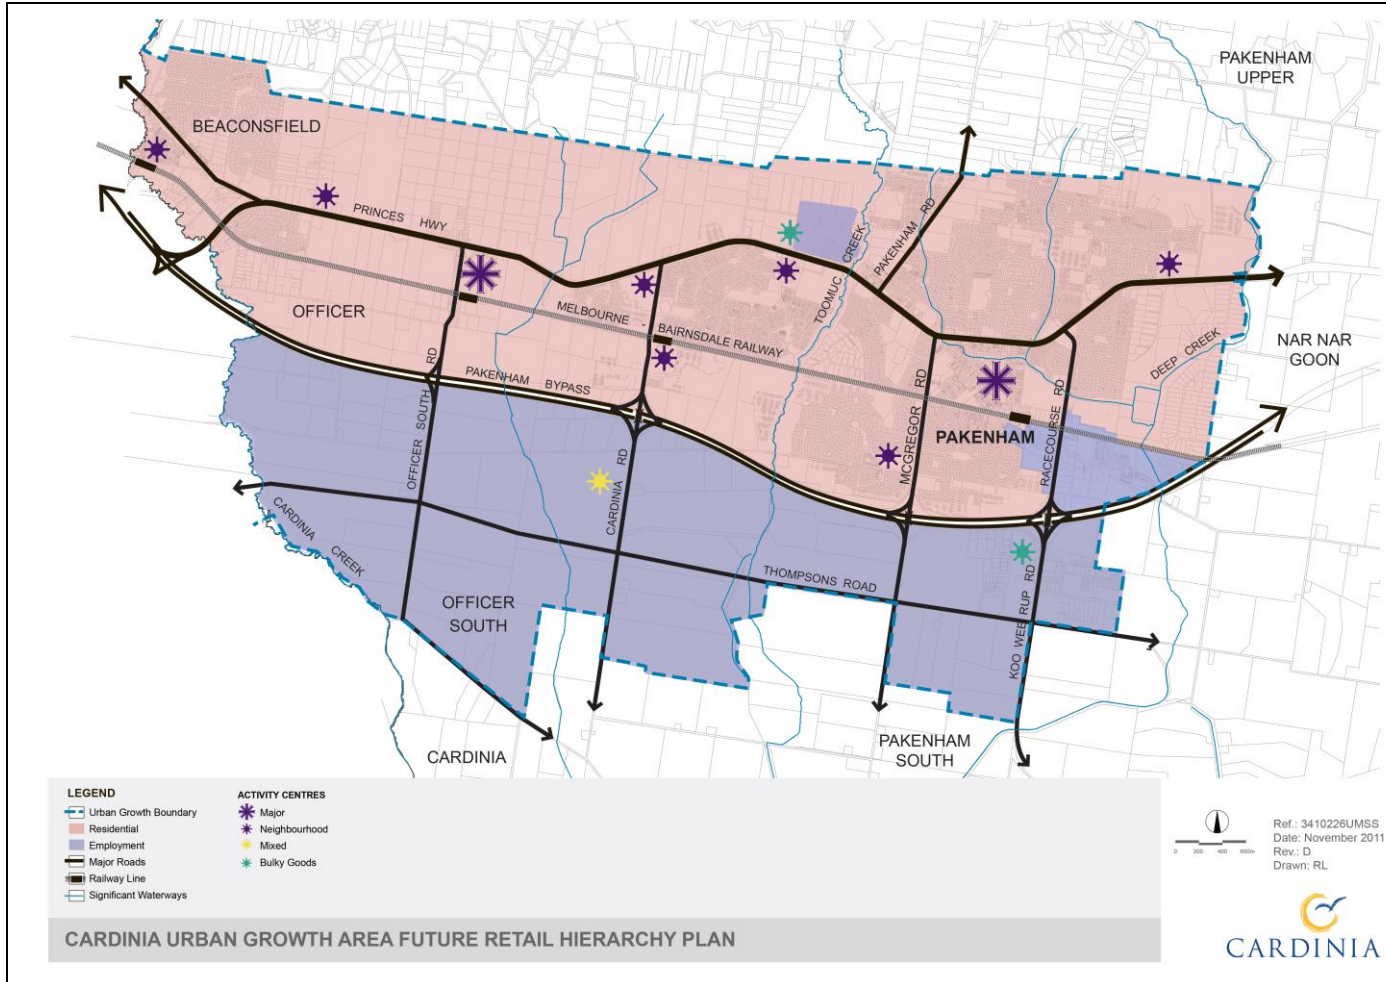 PAKENHAM
UPPER
BEACONSFIELD
PRINCES HWY
PAKENHAM RD
TOOMUC CREEK
OFFICER
MELBOURNE - BAIRNSDALE RAILWAY
NAR NAR
GOON
DEEP CREEK
PAKENHAM BYPASS
OFFICER SOUTH RD
MCGREGOR RD
PAKENHAM
RACECOURSE RD
CARDINIA RD
CARDINIA CREEK
THOMPSONS ROAD
OFFICER
SOUTH
KOO WEE RUP RD
CARDINIA
PAKENHAM
SOUTH
LEGEND
Urban Growth Boundary
Residential
Employment
Major Roads
Railway Line
Significant Waterways
ACTIVITY CENTRES
Major
Neighbourhood
Mixed
Bulky Goods
0 200 400 600m
Ref.: 3410226UMSS
Date: November 2011
Rev.: D
Drawn: RL
CARDINIA URBAN GROWTH AREA FUTURE RETAIL HIERARCHY PLAN
CARDINIA